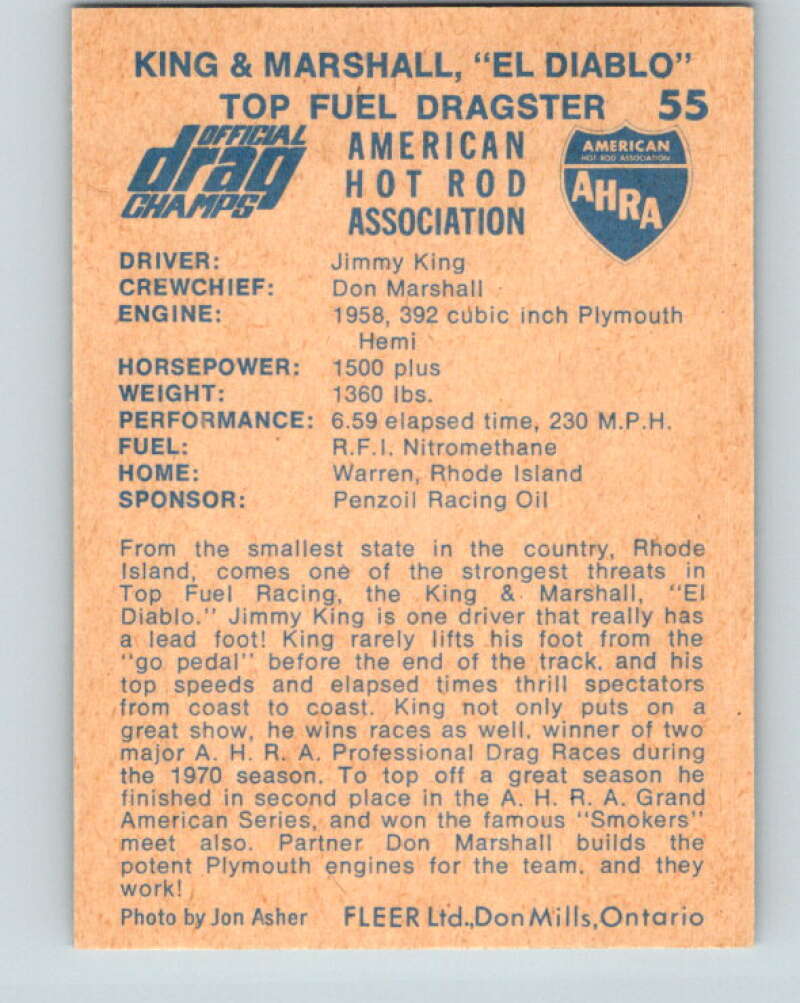 KING & MARSHALL, “EL DIABLO”
TOP FUEL DRAGSTER 55
OFFICIAL
drag
CHAMPS
AMERICAN
HOT ROD
ASSOCIATION
AMERICAN
HOT ROD ASSOCIATION
AHRA
DRIVER: Jimmy King
CREWCHIEF: Don Marshall
ENGINE: 1958, 392 cubic inch Plymouth
Hemi
HORSEPOWER: 1500 plus
WEIGHT: 1360 lbs.
PERFORMANCE: 6.59 elapsed time, 230 M.P.H.
FUEL: R.F.I. Nitromethane
HOME: Warren, Rhode Island
SPONSOR: Penzoil Racing Oil
From the smallest state in the country, Rhode
Island, comes one of the strongest threats in
Top Fuel Racing, the King & Marshall, “El
Diablo.” Jimmy King is one driver that really has
a lead foot! King rarely lifts his foot from the
“go pedal” before the end of the track, and his
top speeds and elapsed times thrill spectators
from coast to coast. King not only puts on a
great show, he wins races as well, winner of two
major A. H. R. A. Professional Drag Races during
the 1970 season. To top off a great season he
finished in second place in the A. H. R. A. Grand
American Series, and won the famous “Smokers”
meet also. Partner Don Marshall builds the
potent Plymouth engines for the team, and they
work!
Photo by Jon Asher FLEER Ltd., Don Mills, Ontario